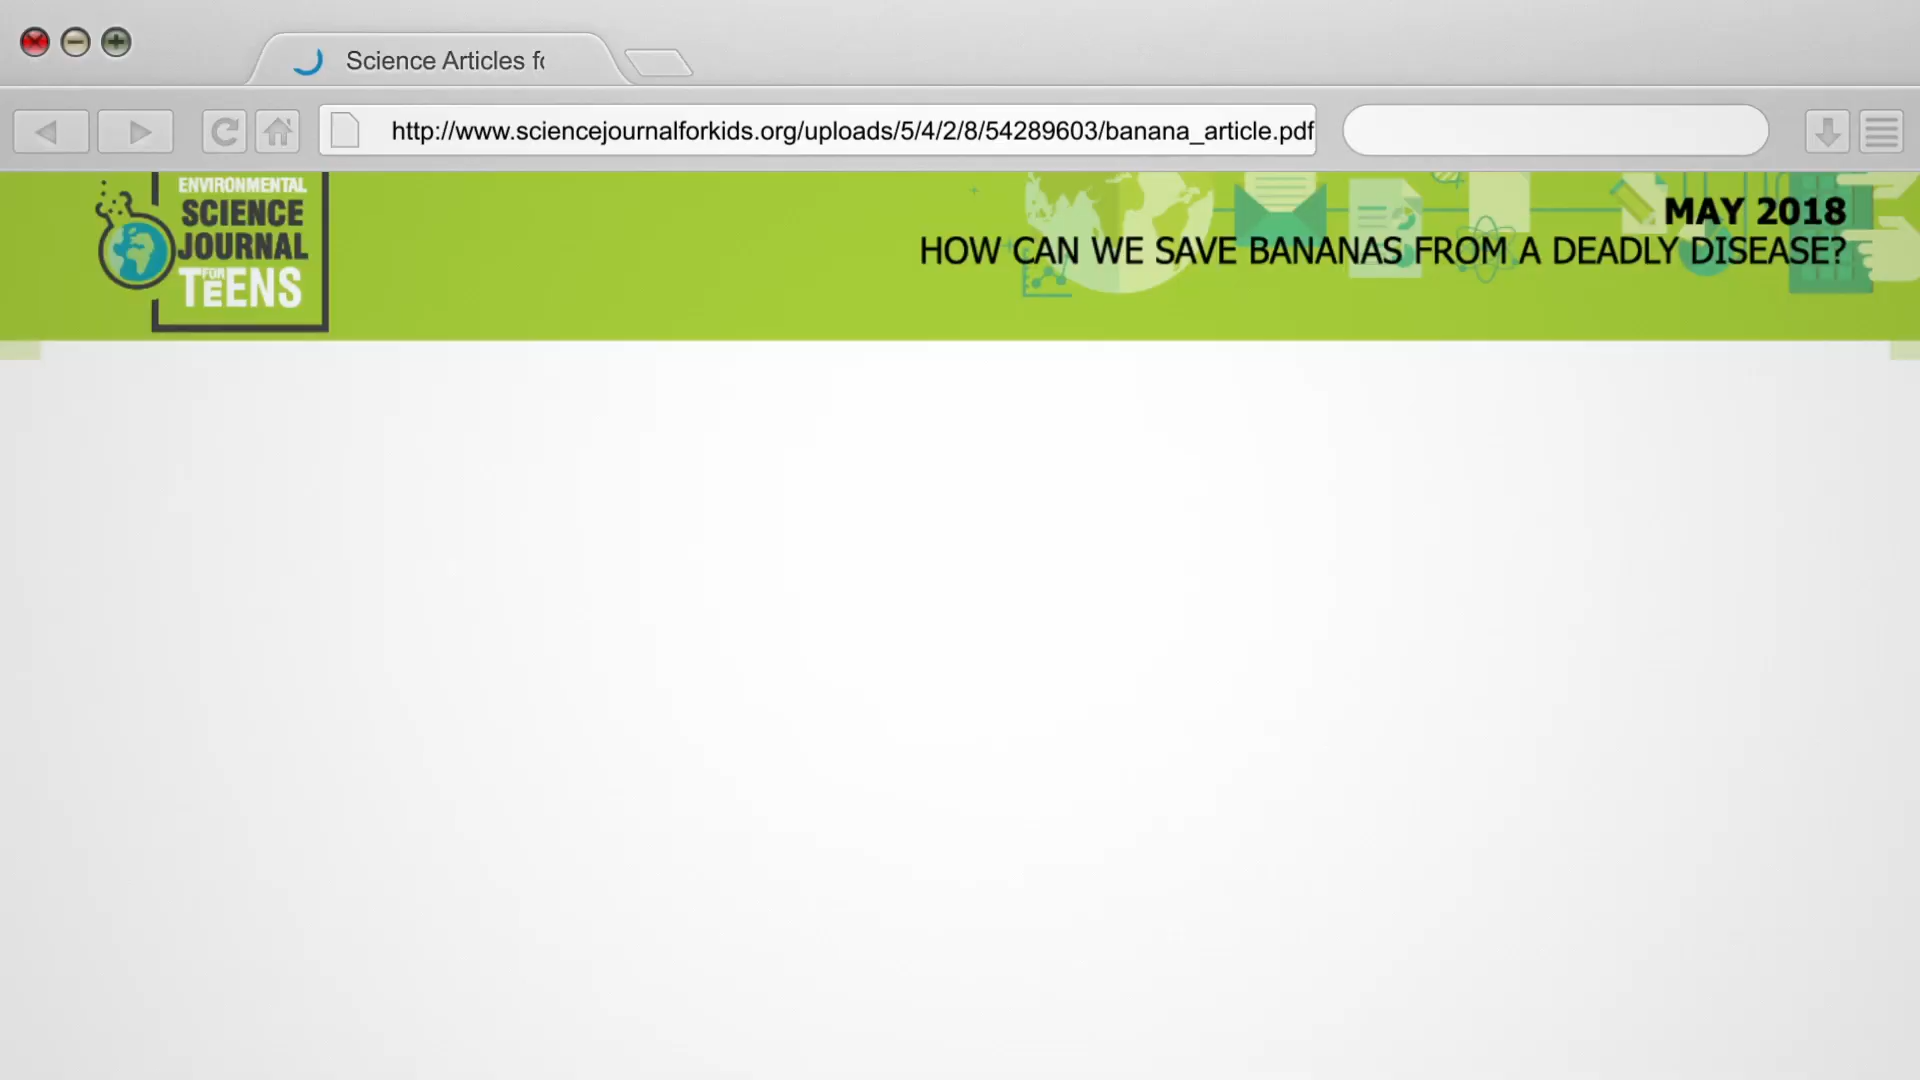 Science Articles fo
http://www.sciencejournalforkids.org/uploads/5/4/2/8/54289603/banana_article.pdf
ENVIRONMENTAL
SCIENCE
JOURNAL
FOR
TEENS
MAY 2018
HOW CAN WE SAVE BANANAS FROM A DEADLY DISEASE?